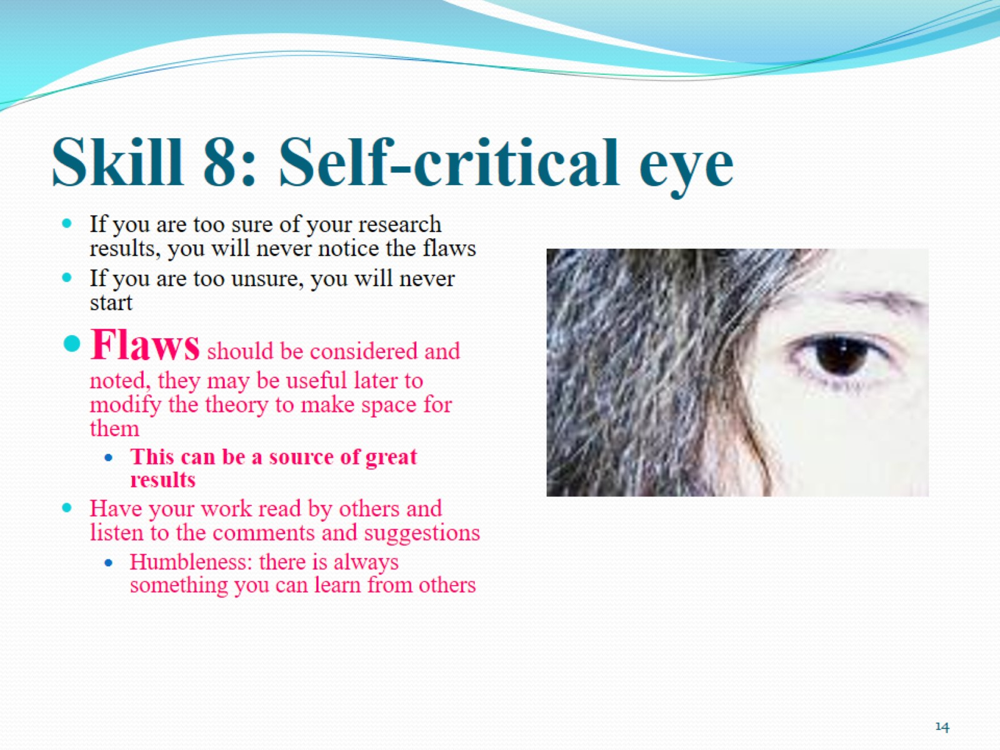 Skill 8: Self-critical eye
If you are too sure of your research
results, you will never notice the flaws
If you are too unsure, you will never
start
Flaws should be considered and
noted, they may be useful later to
modify the theory to make space for
them
This can be a source of great
results
Have your work read by others and
listen to the comments and suggestions
Humbleness: there is always
something you can learn from others
14